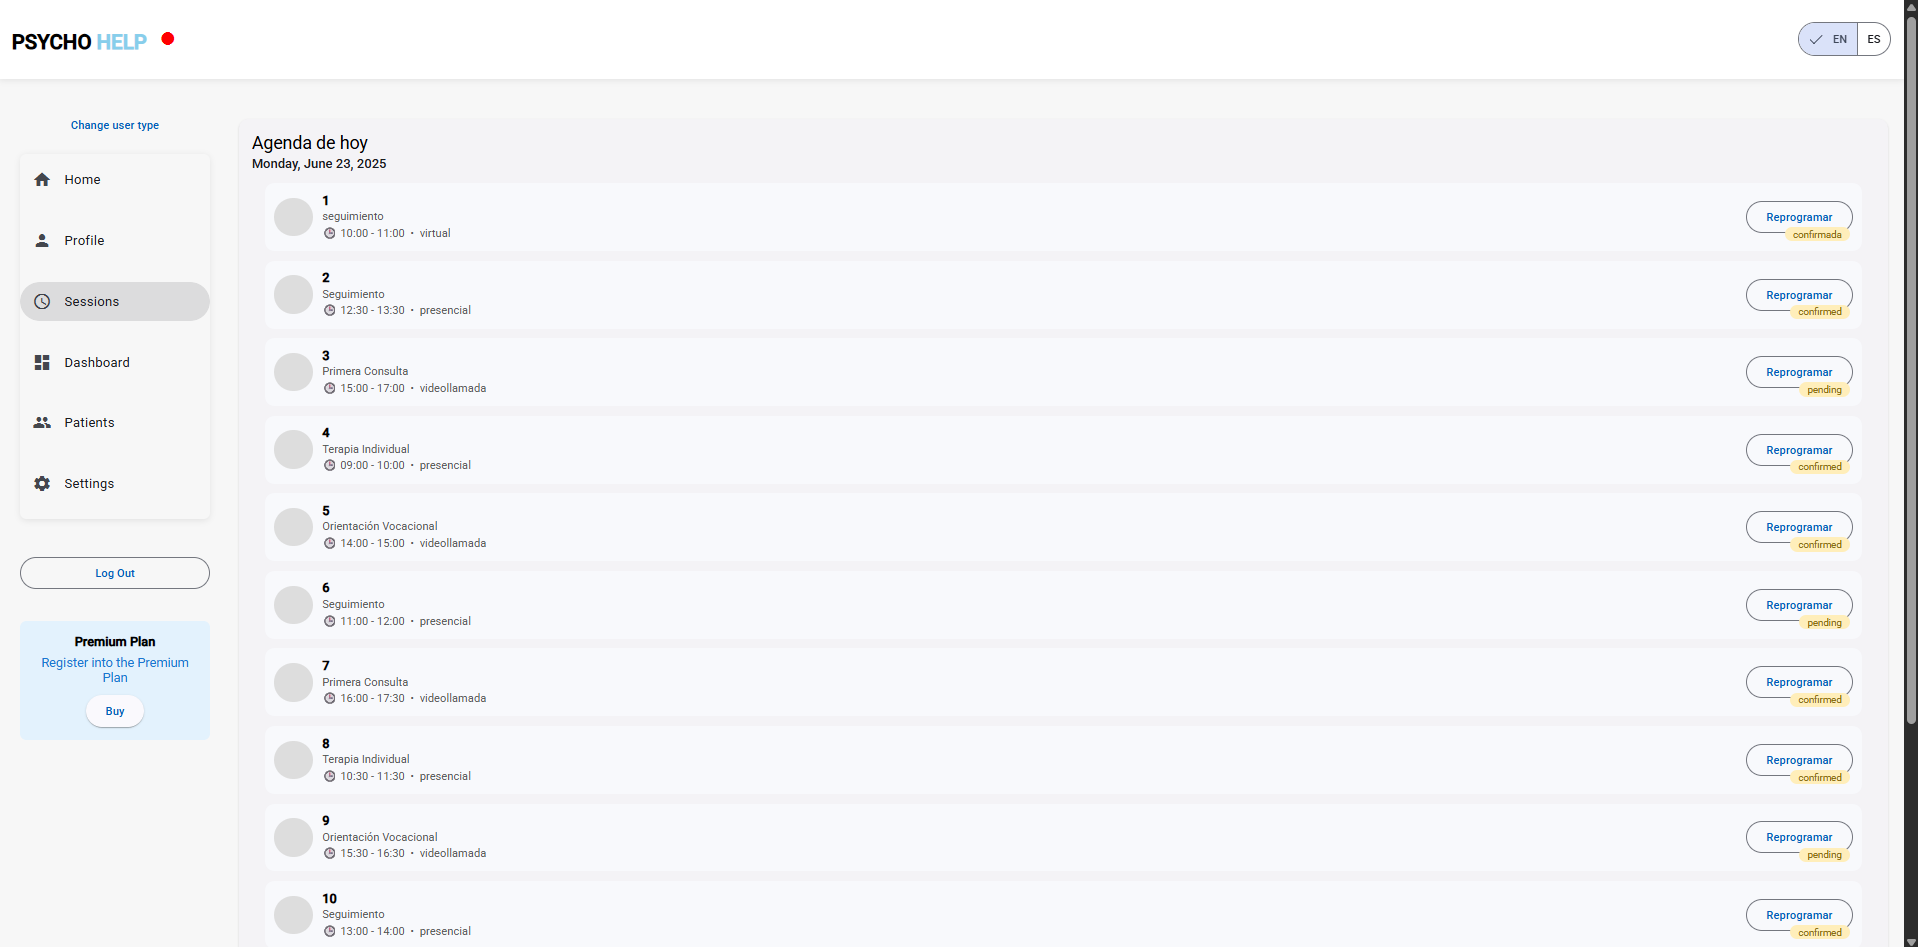 PSYCHO HELP
EN ES
Change user type
Home
Profile
Sessions
Dashboard
Patients
Settings
Log Out
Premium Plan
Register into the Premium
Plan
Buy
Agenda de hoy
Monday, June 23, 2025
1
seguimiento
10:00 - 11:00 • virtual
Reprogramar
confirmada
2
Seguimiento
12:30 - 13:30 • presencial
Reprogramar
confirmed
3
Primera Consulta
15:00 - 17:00 • videollamada
Reprogramar
pending
4
Terapia Individual
09:00 - 10:00 • presencial
Reprogramar
confirmed
5
Orientación Vocacional
14:00 - 15:00 • videollamada
Reprogramar
confirmed
6
Seguimiento
11:00 - 12:00 • presencial
Reprogramar
pending
7
Primera Consulta
16:00 - 17:30 • videollamada
Reprogramar
confirmed
8
Terapia Individual
10:30 - 11:30 • presencial
Reprogramar
confirmed
9
Orientación Vocacional
15:30 - 16:30 • videollamada
Reprogramar
pending
10
Seguimiento
13:00 - 14:00 • presencial
Reprogramar
confirmed